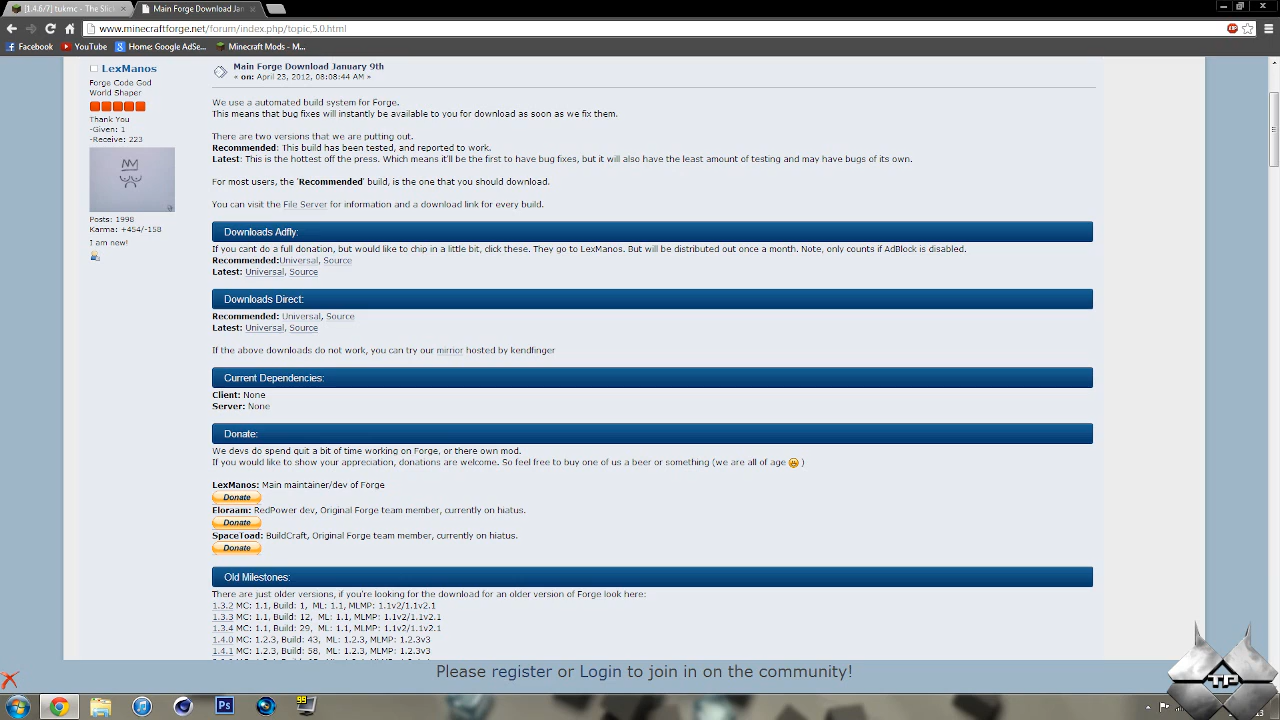 [1.4.6/7] tukmc - The Slic
Main Forge Download Jan
www.minecraftforge.net/forum/index.php/topic,5.0.html
Facebook YouTube Home: Google AdSe... Minecraft Mods - M...
LexManos
Forge Code God
World Shaper
Thank You
-Given: 1
-Receive: 223
Posts: 1998
Karma: +454/-158
I am new!
Main Forge Download January 9th
« on: April 23, 2012, 08:08:44 AM »
We use a automated build system for Forge.
This means that bug fixes will instantly be available to you for download as soon as we fix them.
There are two versions that we are putting out.
Recommended: This build has been tested, and reported to work.
Latest: This is the hottest off the press. Which means it'll be the first to have bug fixes, but it will also have the least amount of testing and may have bugs of its own.
For most users, the 'Recommended' build, is the one that you should download.
You can visit the File Server for information and a download link for every build.
Downloads Adfly:
If you cant do a full donation, but would like to chip in a little bit, click these. They go to LexManos. But will be distributed out once a month. Note, only counts if AdBlock is disabled.
Recommended:Universal, Source
Latest: Universal, Source
Downloads Direct:
Recommended: Universal, Source
Latest: Universal, Source
If the above downloads do not work, you can try our mirrior hosted by kendfinger
Current Dependencies:
Client: None
Server: None
Donate:
We devs do spend quit a bit of time working on Forge, or there own mod.
If you would like to show your appreciation, donations are welcome. So feel free to buy one of us a beer or something (we are all of age )
LexManos: Main maintainer/dev of Forge
Donate
Eloraam: RedPower dev, Original Forge team member, currently on hiatus.
Donate
SpaceToad: BuildCraft, Original Forge team member, currently on hiatus.
Donate
Old Milestones:
There are just older versions, if you're looking for the download for an older version of Forge look here:
1.3.2 MC: 1.1, Build: 1, ML: 1.1, MLMP: 1.1v2/1.1v2.1
1.3.3 MC: 1.1, Build: 12, ML: 1.1, MLMP: 1.1v2/1.1v2.1
1.3.4 MC: 1.1, Build: 29, ML: 1.1, MLMP: 1.1v2/1.1v2.1
1.4.0 MC: 1.2.3, Build: 43, ML: 1.2.3, MLMP: 1.2.3v3
1.4.1 MC: 1.2.3, Build: 58, ML: 1.2.3, MLMP: 1.2.3v3
Please register or Login to join in on the community!
TP
Ps
99